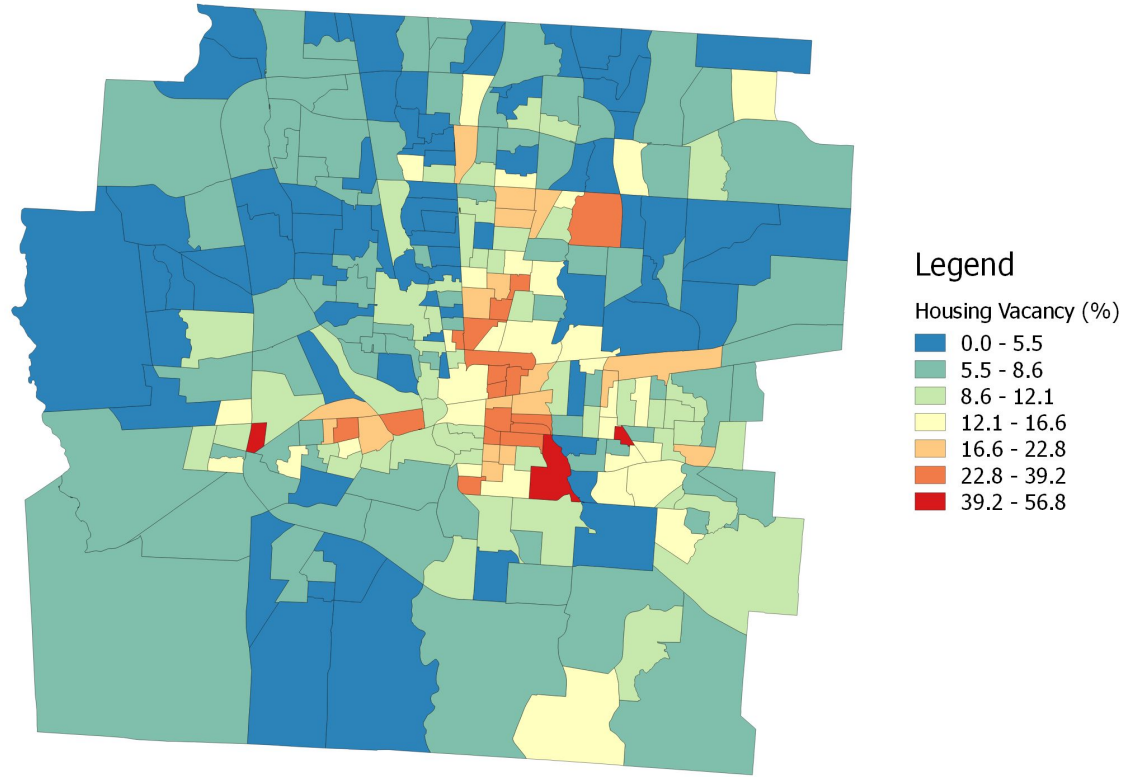 Legend
Housing Vacancy (%)
0.0 - 5.5
5.5 - 8.6
8.6 - 12.1
12.1 - 16.6
16.6 - 22.8
22.8 - 39.2
39.2 - 56.8